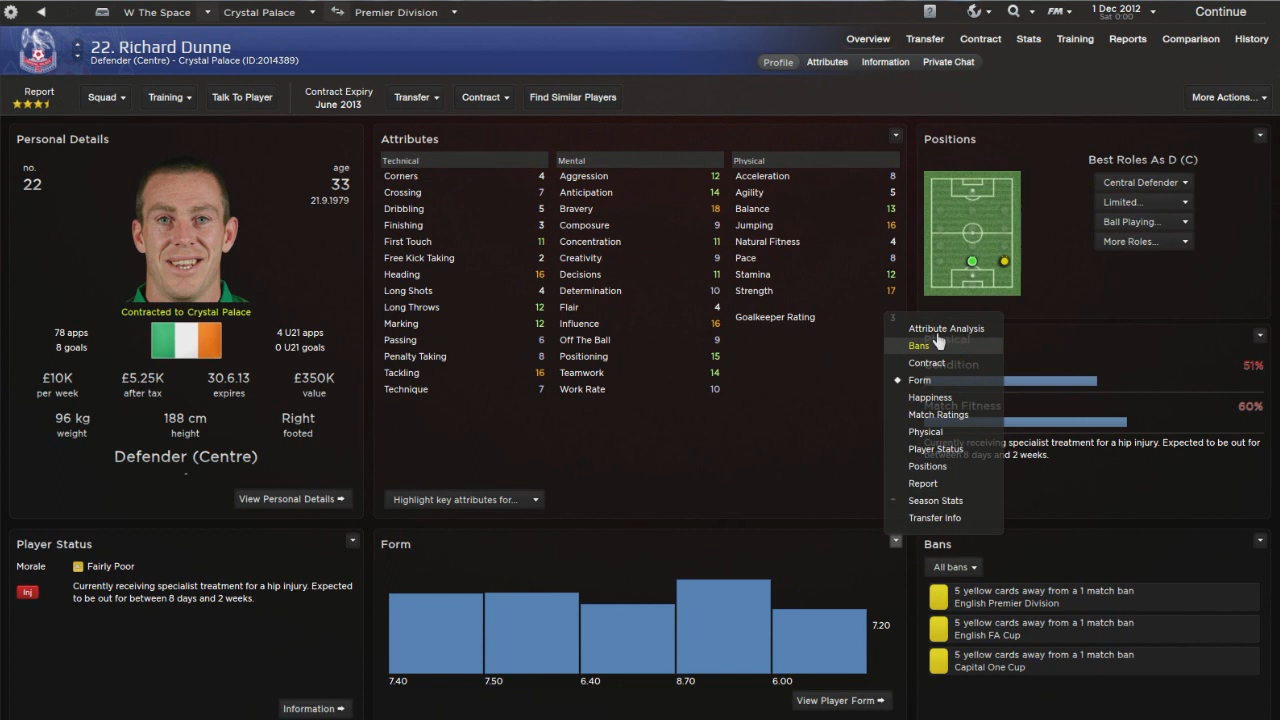 W The Space Crystal Palace Premier Division ? FM 1 Dec 2012 Continue
Sat 0:00
22. Richard Dunne
Defender (Centre) - Crystal Palace (ID:2014389)
Overview Transfer Contract Stats Training Reports Comparison History
Profile Attributes Information Private Chat
Report
Squad Training Talk To Player
Contract Expiry
June 2013
Transfer Contract Find Similar Players More Actions...
Personal Details
no.
22
age
33
21.9.1979
Contracted to Crystal Palace
78 apps
8 goals
4 U21 apps
0 U21 goals
£10K £5.25K 30.6.13 £350K
per week after tax expires value
96 kg 188 cm Right
weight height footed
Defender (Centre)
-
View Personal Details
Attributes
Technical
Corners 4
Crossing 7
Dribbling 5
Finishing 3
First Touch 11
Free Kick Taking 2
Heading 16
Long Shots 4
Long Throws 12
Marking 12
Passing 6
Penalty Taking 8
Tackling 16
Technique 7
Mental
Aggression 12
Anticipation 14
Bravery 18
Composure 9
Concentration 11
Creativity 9
Decisions 11
Determination 10
Flair 4
Influence 16
Off The Ball 9
Positioning 15
Teamwork 14
Work Rate 10
Physical
Acceleration 8
Agility 5
Balance 13
Jumping 16
Natural Fitness 4
Pace 8
Stamina 12
Strength 17
Goalkeeper Rating 3
Highlight key attributes for...
Positions
Best Roles As D (C)
Central Defender
Limited...
Ball Playing...
More Roles...
Attribute Analysis
Bans
Contract
Form
Happiness
Match Ratings
Physical
Player Status
Positions
Report
Season Stats
Transfer Info
Physical
Condition 51%
Match Fitness 60%
Currently receiving specialist treatment for a hip injury. Expected to be out for
between 8 days and 2 weeks.
Player Status
Morale Fairly Poor
Inj
Currently receiving specialist treatment for a hip injury. Expected
to be out for between 8 days and 2 weeks.
Information
Form
7.20
7.40 7.50 6.40 8.70 6.00
View Player Form
Bans
All bans
5 yellow cards away from a 1 match ban
English Premier Division
5 yellow cards away from a 1 match ban
English FA Cup
5 yellow cards away from a 1 match ban
Capital One Cup